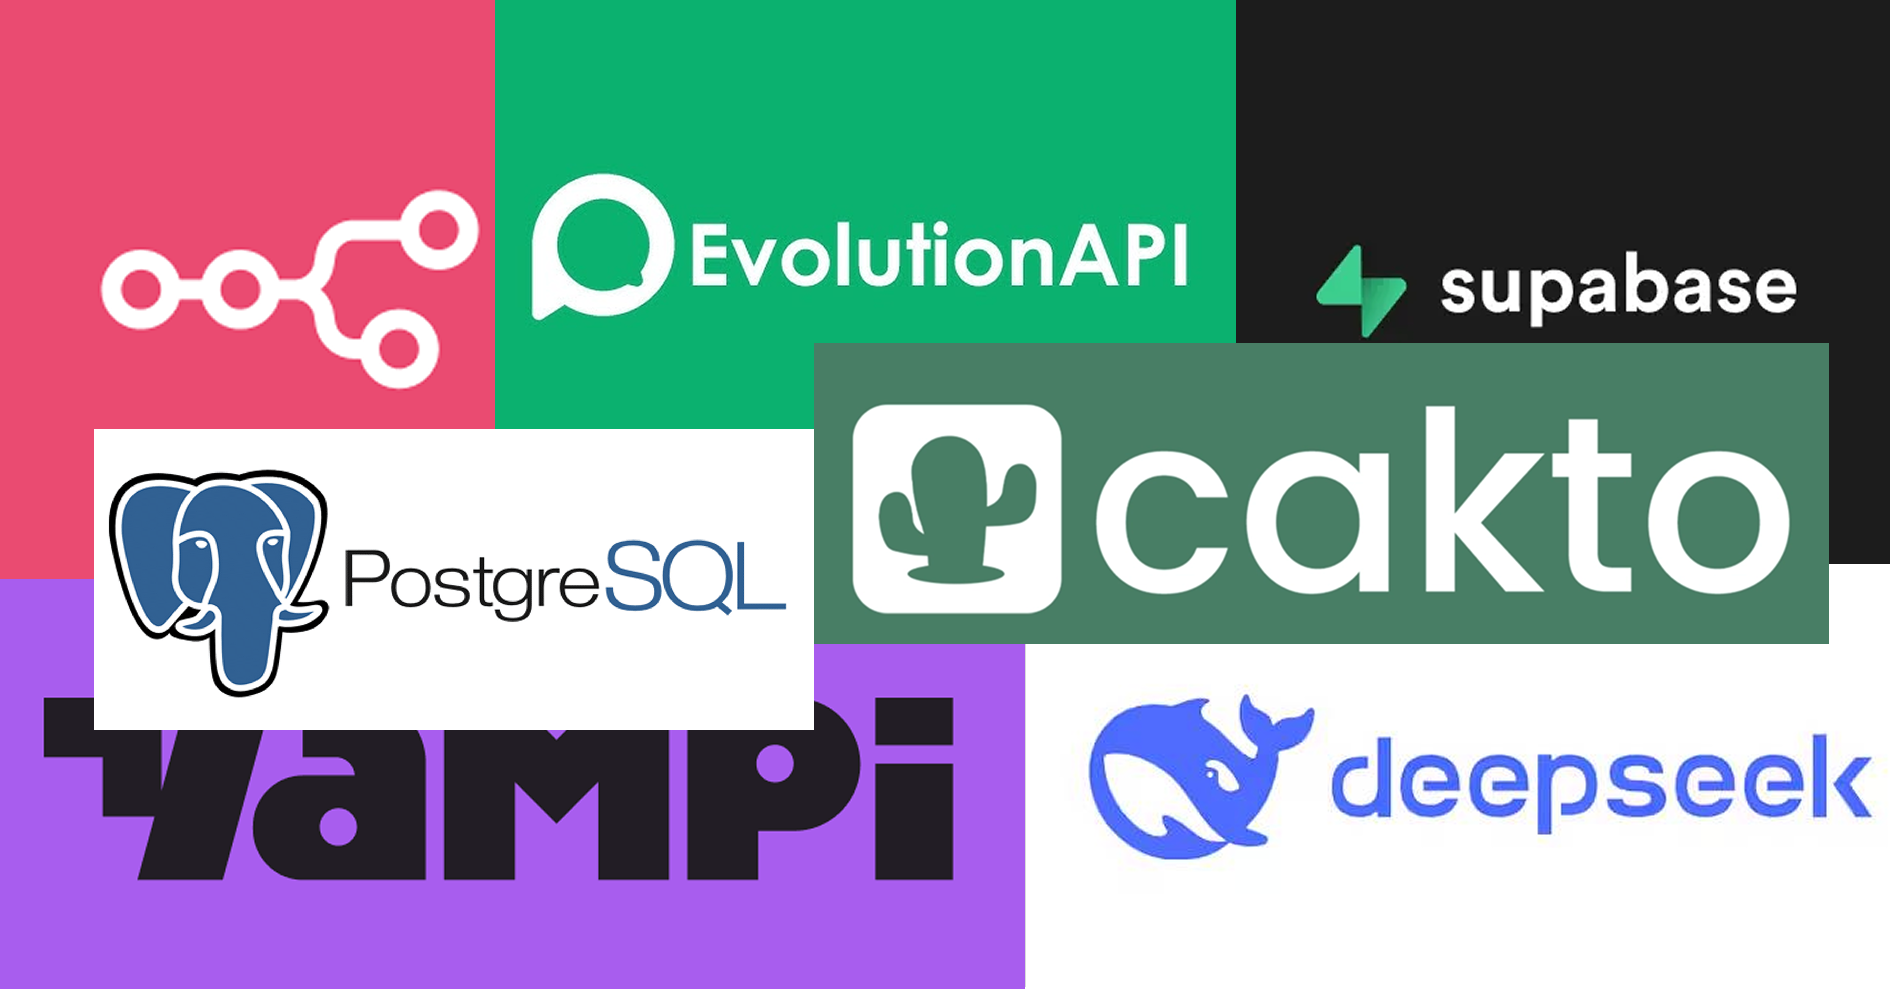 EvolutionAPI
supabase
cakto
PostgreSQL
YaMPi
deepseek